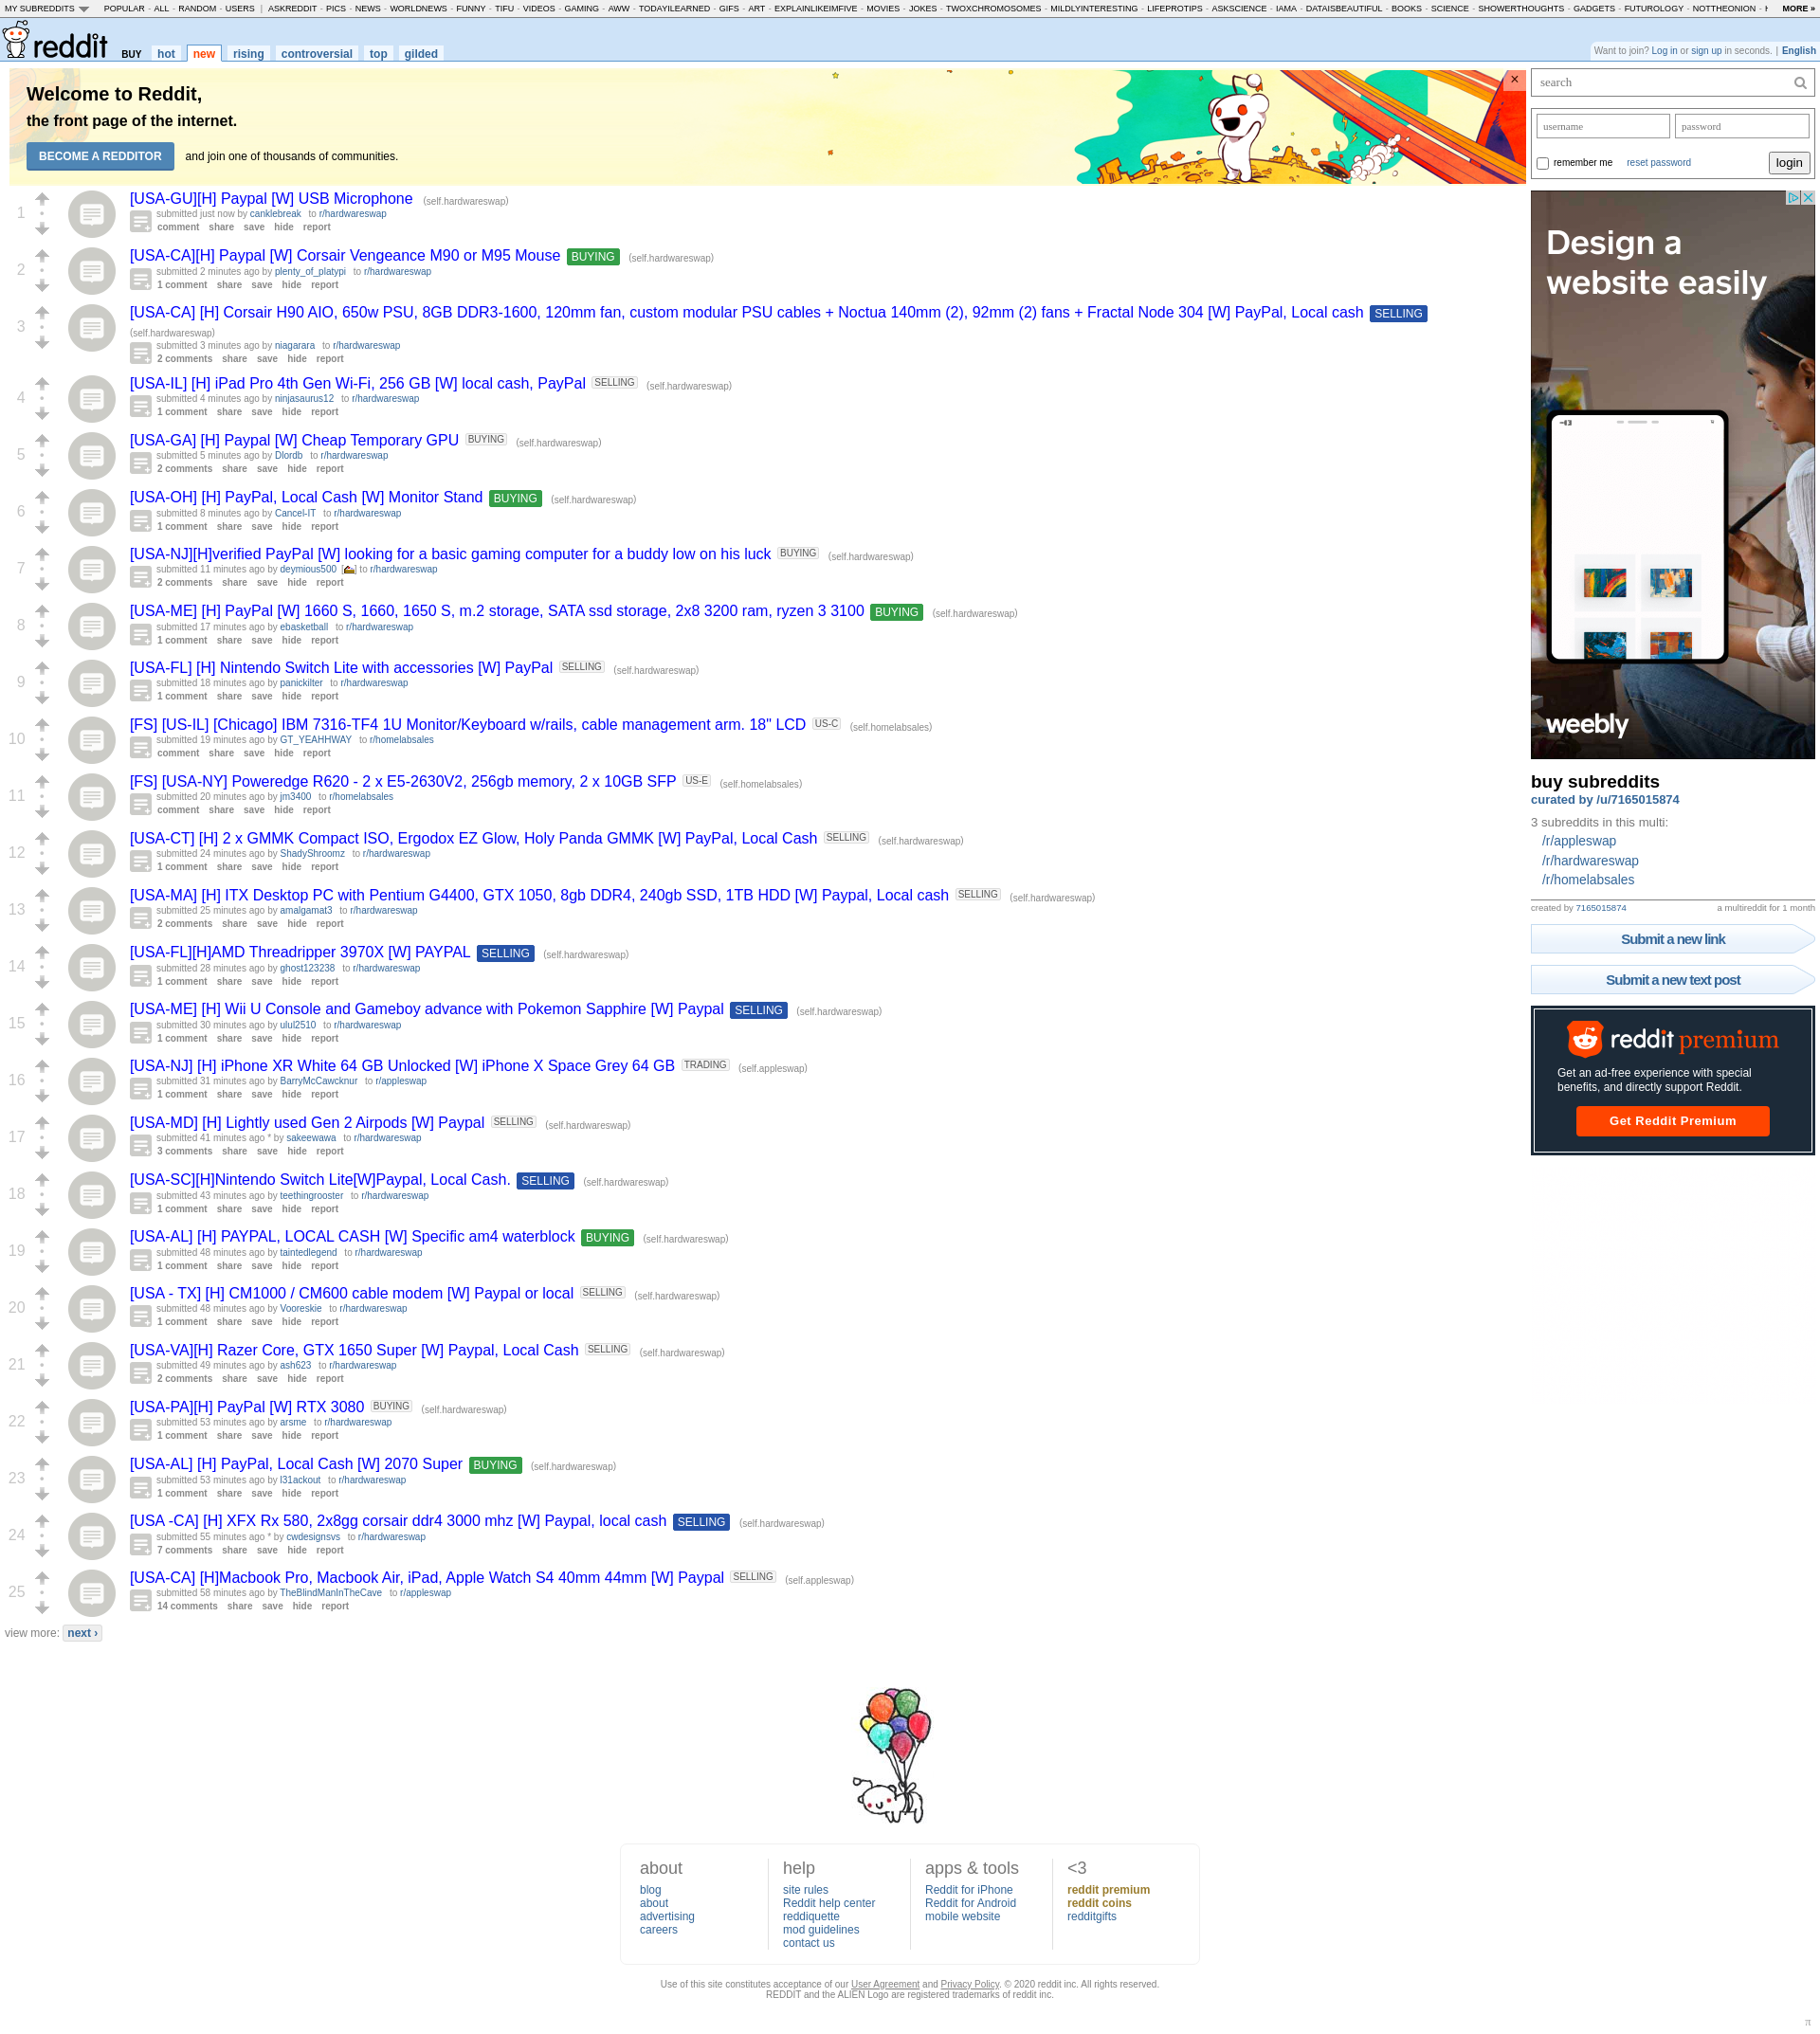 MY SUBREDDITS POPULAR - ALL - RANDOM - USERS | ASKREDDIT - PICS - NEWS - WORLDNEWS - FUNNY - TIFU - VIDEOS - GAMING - AWW - TODAYILEARNED - GIFS - ART - EXPLAINLIKEIMFIVE - MOVIES - JOKES - TWOXCHROMOSOMES - MILDLYINTERESTING - LIFEPROTIPS - ASKSCIENCE - IAMA - DATAISBEAUTIFUL - BOOKS - SCIENCE - SHOWERTHOUGHTS - GADGETS - FUTUROLOGY - NOTTHEONION - MORE »
reddit BUY hot new rising controversial top gilded
Want to join? Log in or sign up in seconds. | English
Welcome to Reddit,
the front page of the internet.
BECOME A REDDITOR and join one of thousands of communities.
×
1
[USA-GU][H] Paypal [W] USB Microphone (self.hardwareswap)
submitted just now by canklebreak to r/hardwareswap
comment share save hide report
2
[USA-CA][H] Paypal [W] Corsair Vengeance M90 or M95 Mouse BUYING (self.hardwareswap)
submitted 2 minutes ago by plenty_of_platypi to r/hardwareswap
1 comment share save hide report
3
[USA-CA] [H] Corsair H90 AIO, 650w PSU, 8GB DDR3-1600, 120mm fan, custom modular PSU cables + Noctua 140mm (2), 92mm (2) fans + Fractal Node 304 [W] PayPal, Local cash SELLING
(self.hardwareswap)
submitted 3 minutes ago by niagarara to r/hardwareswap
2 comments share save hide report
4
[USA-IL] [H] iPad Pro 4th Gen Wi-Fi, 256 GB [W] local cash, PayPal SELLING (self.hardwareswap)
submitted 4 minutes ago by ninjasaurus12 to r/hardwareswap
1 comment share save hide report
5
[USA-GA] [H] Paypal [W] Cheap Temporary GPU BUYING (self.hardwareswap)
submitted 5 minutes ago by Dlordb to r/hardwareswap
2 comments share save hide report
6
[USA-OH] [H] PayPal, Local Cash [W] Monitor Stand BUYING (self.hardwareswap)
submitted 8 minutes ago by Cancel-IT to r/hardwareswap
1 comment share save hide report
7
[USA-NJ][H]verified PayPal [W] looking for a basic gaming computer for a buddy low on his luck BUYING (self.hardwareswap)
submitted 11 minutes ago by deymious500 [] to r/hardwareswap
2 comments share save hide report
8
[USA-ME] [H] PayPal [W] 1660 S, 1660, 1650 S, m.2 storage, SATA ssd storage, 2x8 3200 ram, ryzen 3 3100 BUYING (self.hardwareswap)
submitted 17 minutes ago by ebasketball to r/hardwareswap
1 comment share save hide report
9
[USA-FL] [H] Nintendo Switch Lite with accessories [W] PayPal SELLING (self.hardwareswap)
submitted 18 minutes ago by panickilter to r/hardwareswap
1 comment share save hide report
10
[FS] [US-IL] [Chicago] IBM 7316-TF4 1U Monitor/Keyboard w/rails, cable management arm. 18" LCD US-C (self.homelabsales)
submitted 19 minutes ago by GT_YEAHHWAY to r/homelabsales
comment share save hide report
11
[FS] [USA-NY] Poweredge R620 - 2 x E5-2630V2, 256gb memory, 2 x 10GB SFP US-E (self.homelabsales)
submitted 20 minutes ago by jm3400 to r/homelabsales
comment share save hide report
12
[USA-CT] [H] 2 x GMMK Compact ISO, Ergodox EZ Glow, Holy Panda GMMK [W] PayPal, Local Cash SELLING (self.hardwareswap)
submitted 24 minutes ago by ShadyShroomz to r/hardwareswap
1 comment share save hide report
13
[USA-MA] [H] ITX Desktop PC with Pentium G4400, GTX 1050, 8gb DDR4, 240gb SSD, 1TB HDD [W] Paypal, Local cash SELLING (self.hardwareswap)
submitted 25 minutes ago by amalgamat3 to r/hardwareswap
2 comments share save hide report
14
[USA-FL][H]AMD Threadripper 3970X [W] PAYPAL SELLING (self.hardwareswap)
submitted 28 minutes ago by ghost123238 to r/hardwareswap
1 comment share save hide report
15
[USA-ME] [H] Wii U Console and Gameboy advance with Pokemon Sapphire [W] Paypal SELLING (self.hardwareswap)
submitted 30 minutes ago by ulul2510 to r/hardwareswap
1 comment share save hide report
16
[USA-NJ] [H] iPhone XR White 64 GB Unlocked [W] iPhone X Space Grey 64 GB TRADING (self.appleswap)
submitted 31 minutes ago by BarryMcCawcknur to r/appleswap
1 comment share save hide report
17
[USA-MD] [H] Lightly used Gen 2 Airpods [W] Paypal SELLING (self.hardwareswap)
submitted 41 minutes ago * by sakeewawa to r/hardwareswap
3 comments share save hide report
18
[USA-SC][H]Nintendo Switch Lite[W]Paypal, Local Cash. SELLING (self.hardwareswap)
submitted 43 minutes ago by teethingrooster to r/hardwareswap
1 comment share save hide report
19
[USA-AL] [H] PAYPAL, LOCAL CASH [W] Specific am4 waterblock BUYING (self.hardwareswap)
submitted 48 minutes ago by taintedlegend to r/hardwareswap
1 comment share save hide report
20
[USA - TX] [H] CM1000 / CM600 cable modem [W] Paypal or local SELLING (self.hardwareswap)
submitted 48 minutes ago by Vooreskie to r/hardwareswap
1 comment share save hide report
21
[USA-VA][H] Razer Core, GTX 1650 Super [W] Paypal, Local Cash SELLING (self.hardwareswap)
submitted 49 minutes ago by ash623 to r/hardwareswap
2 comments share save hide report
22
[USA-PA][H] PayPal [W] RTX 3080 BUYING (self.hardwareswap)
submitted 53 minutes ago by arsme to r/hardwareswap
1 comment share save hide report
23
[USA-AL] [H] PayPal, Local Cash [W] 2070 Super BUYING (self.hardwareswap)
submitted 53 minutes ago by l31ackout to r/hardwareswap
1 comment share save hide report
24
[USA -CA] [H] XFX Rx 580, 2x8gg corsair ddr4 3000 mhz [W] Paypal, local cash SELLING (self.hardwareswap)
submitted 55 minutes ago * by cwdesignsvs to r/hardwareswap
7 comments share save hide report
25
[USA-CA] [H]Macbook Pro, Macbook Air, iPad, Apple Watch S4 40mm 44mm [W] Paypal SELLING (self.appleswap)
submitted 58 minutes ago by TheBlindManInTheCave to r/appleswap
14 comments share save hide report
view more: next ›
search
username password
remember me reset password login
Design a
website easily
weebly
buy subreddits
curated by /u/7165015874
3 subreddits in this multi:
/r/appleswap
/r/hardwareswap
/r/homelabsales
created by 7165015874 a multireddit for 1 month
Submit a new link
Submit a new text post
reddit premium
Get an ad-free experience with special
benefits, and directly support Reddit.
Get Reddit Premium
about
blog
about
advertising
careers
help
site rules
Reddit help center
reddiquette
mod guidelines
contact us
apps & tools
Reddit for iPhone
Reddit for Android
mobile website
<3
reddit premium
reddit coins
redditgifts
Use of this site constitutes acceptance of our User Agreement and Privacy Policy. © 2020 reddit inc. All rights reserved.
REDDIT and the ALIEN Logo are registered trademarks of reddit inc.
π